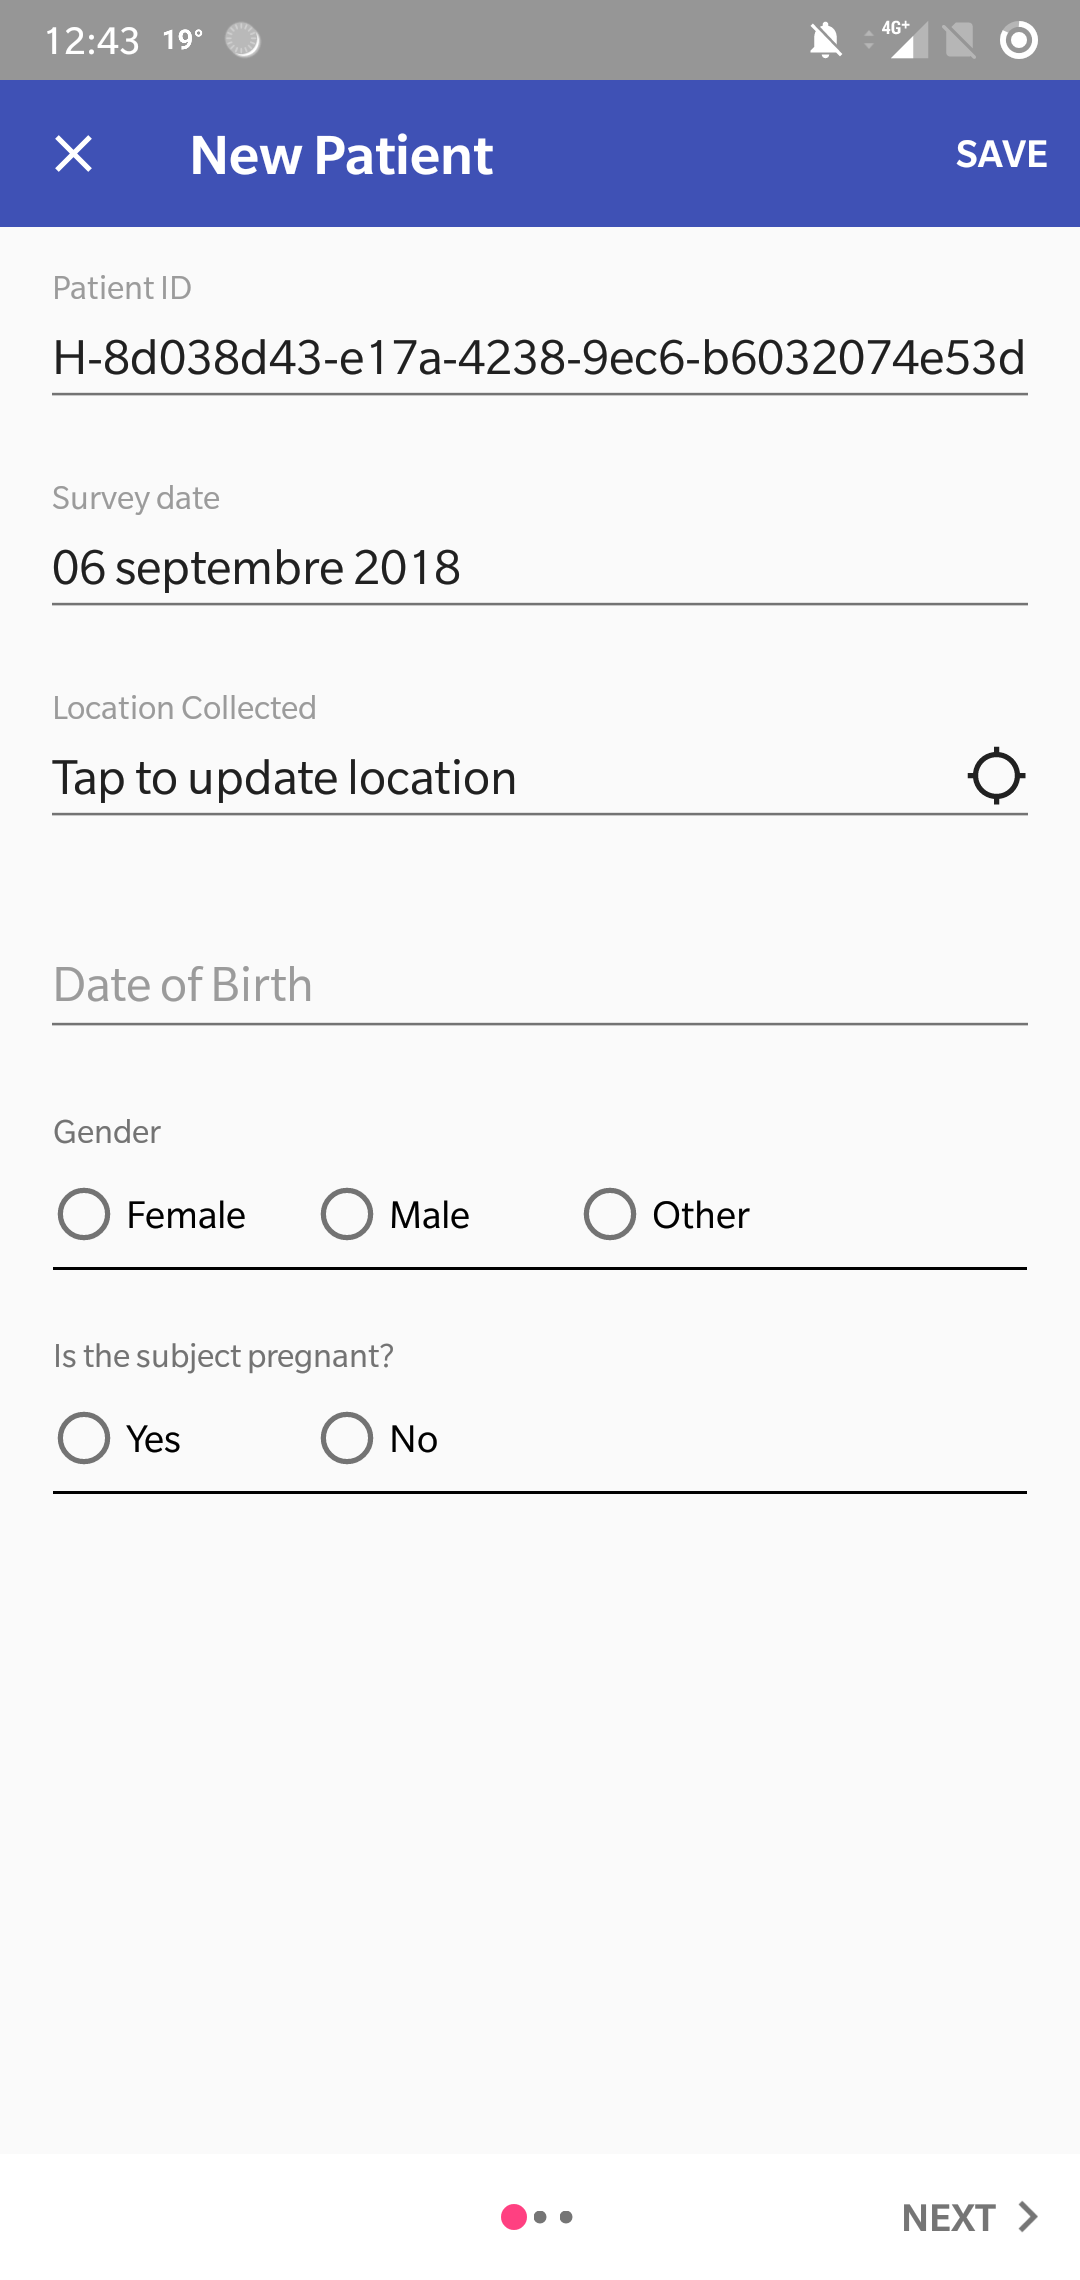 12:43 19° 4G+
New Patient SAVE
Patient ID
H-8d038d43-e17a-4238-9ec6-b6032074e53d
Survey date
06 septembre 2018
Location Collected
Tap to update location
Date of Birth
Gender
Female Male Other
Is the subject pregnant?
Yes No
NEXT